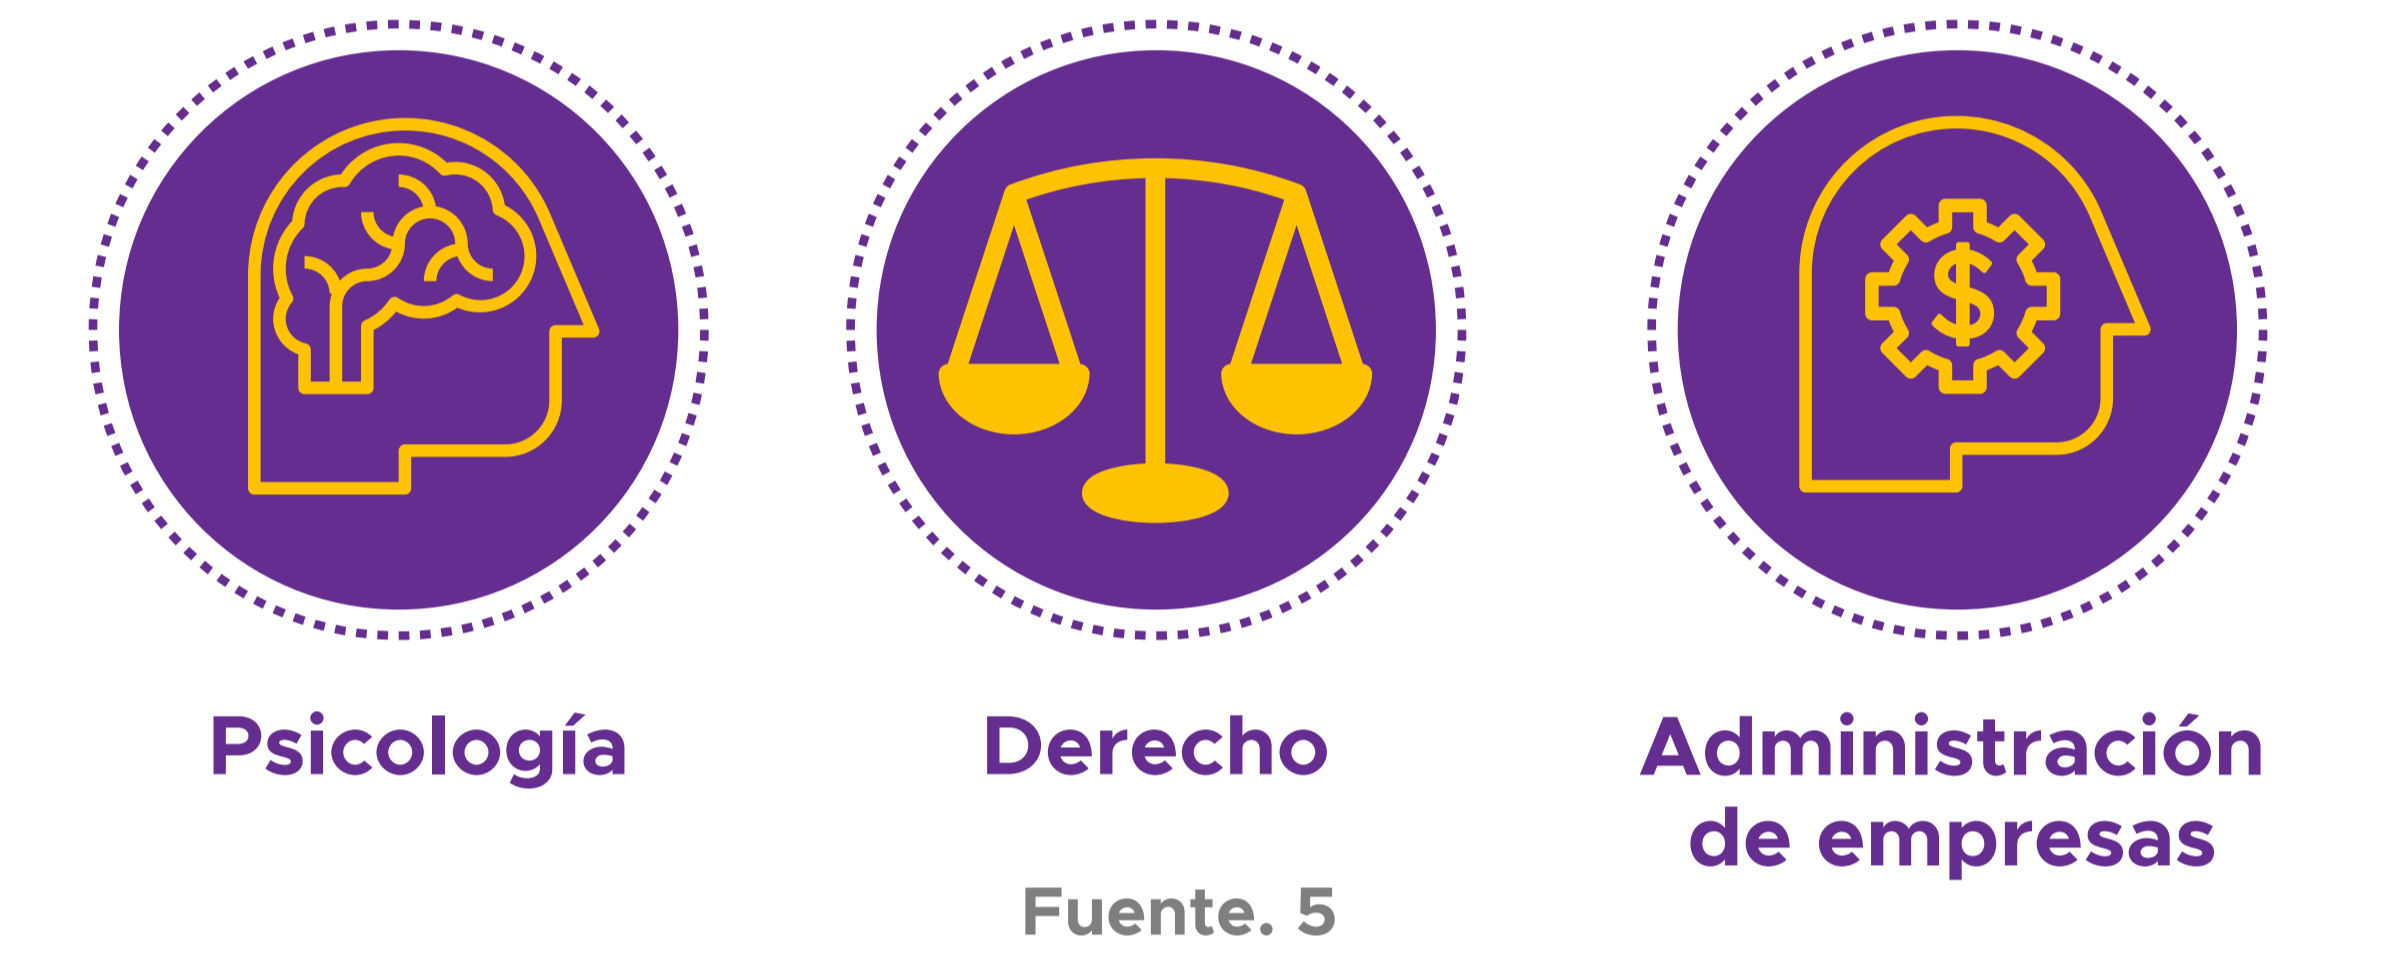 Psicología
Derecho
Administración
de empresas
Fuente. 5